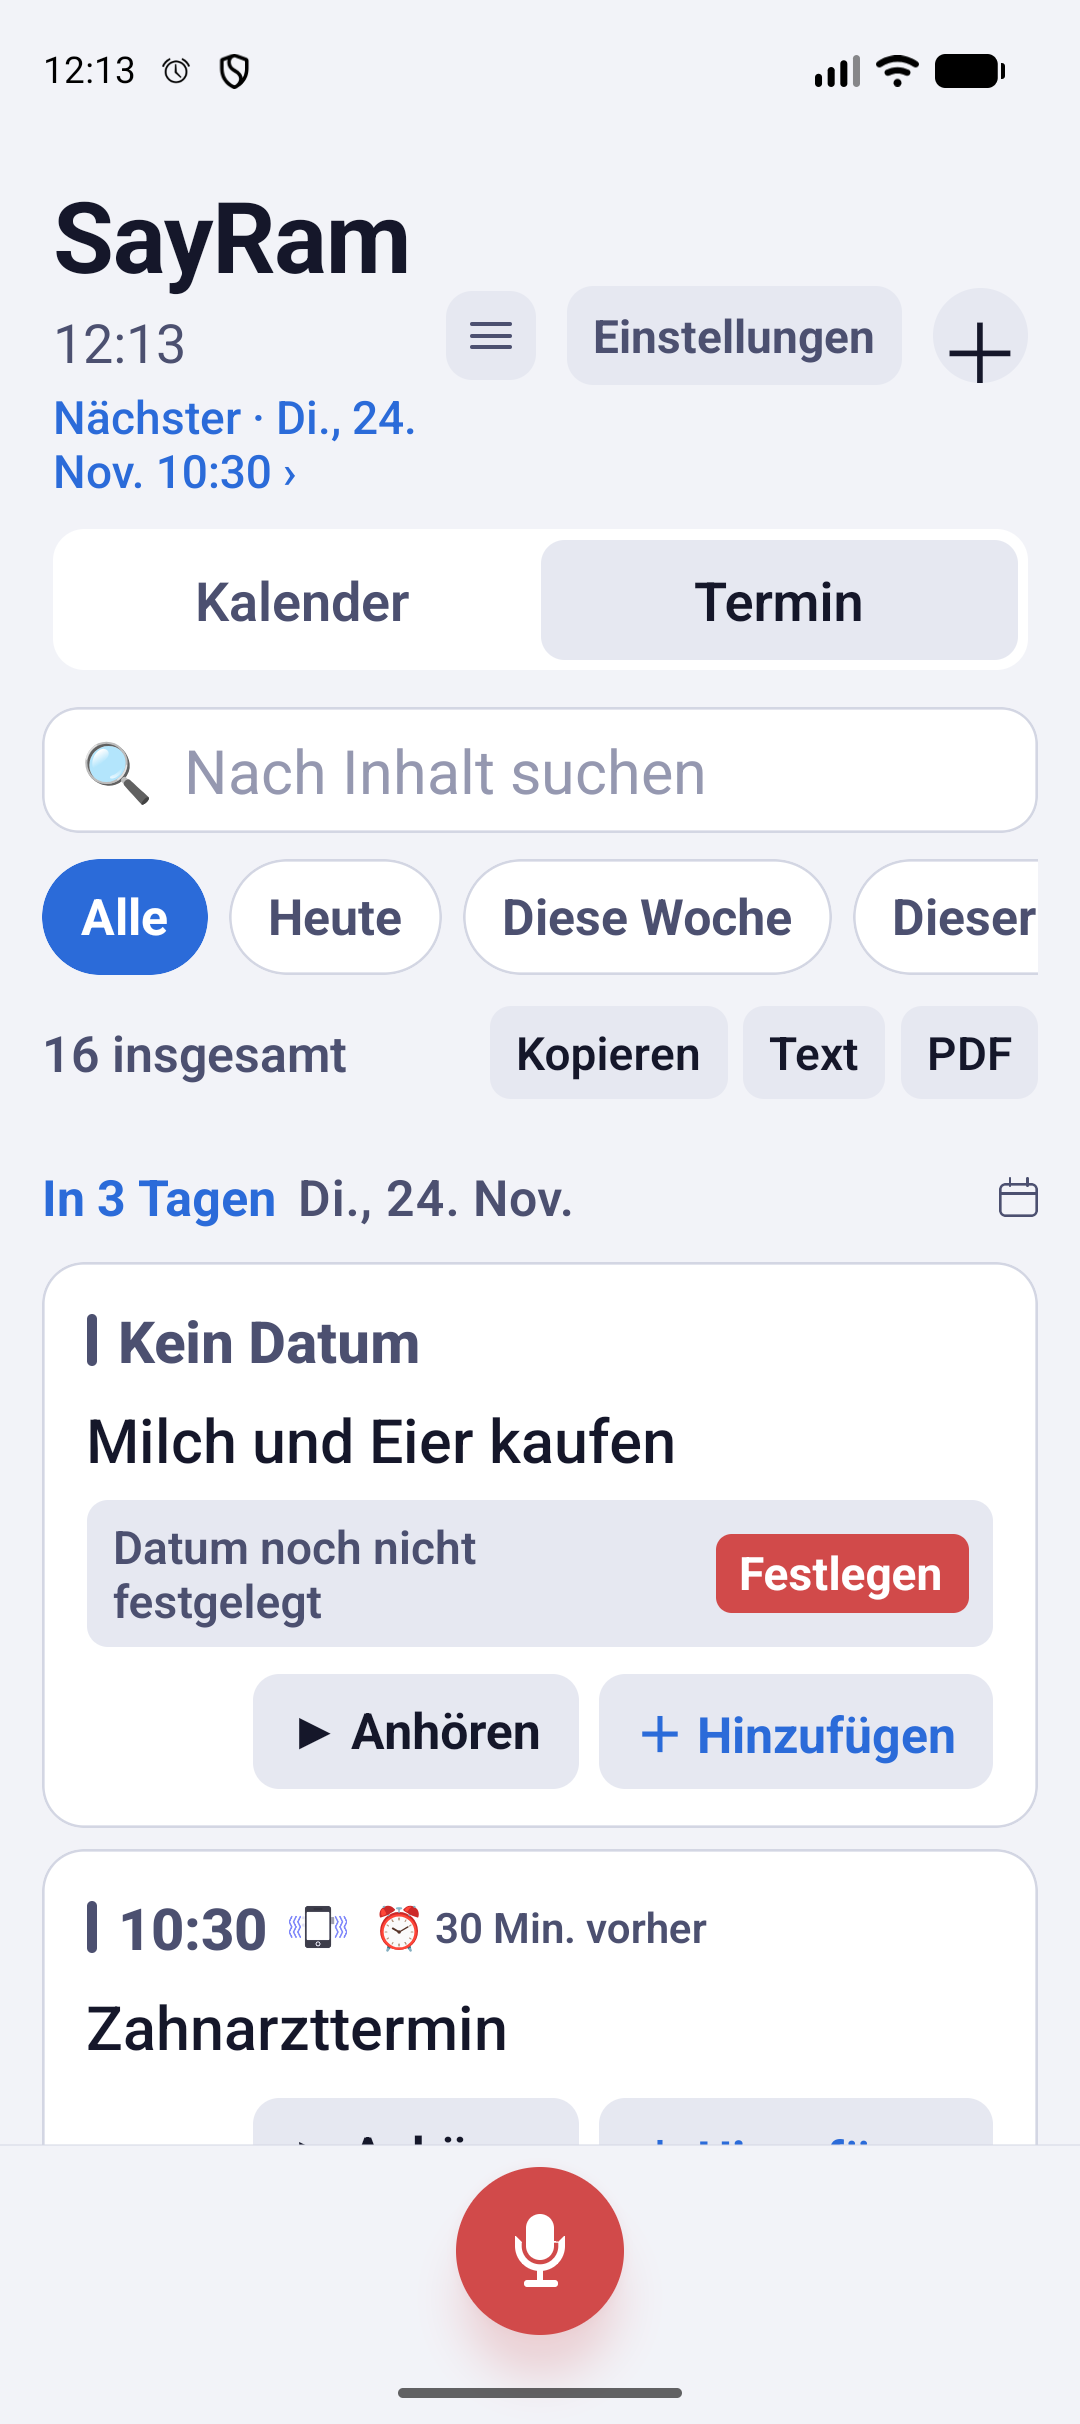 12:13
SayRam
12:13
Einstellungen
Nächster · Di., 24.
Nov. 10:30 ›
Kalender
Termin
Nach Inhalt suchen
Alle
Heute
Diese Woche
Dieser
16 insgesamt
Kopieren
Text
PDF
In 3 Tagen Di., 24. Nov.
Kein Datum
Milch und Eier kaufen
Datum noch nicht
festgelegt
Festlegen
▶ Anhören
+ Hinzufügen
10:30 ⏰ 30 Min. vorher
Zahnarzttermin